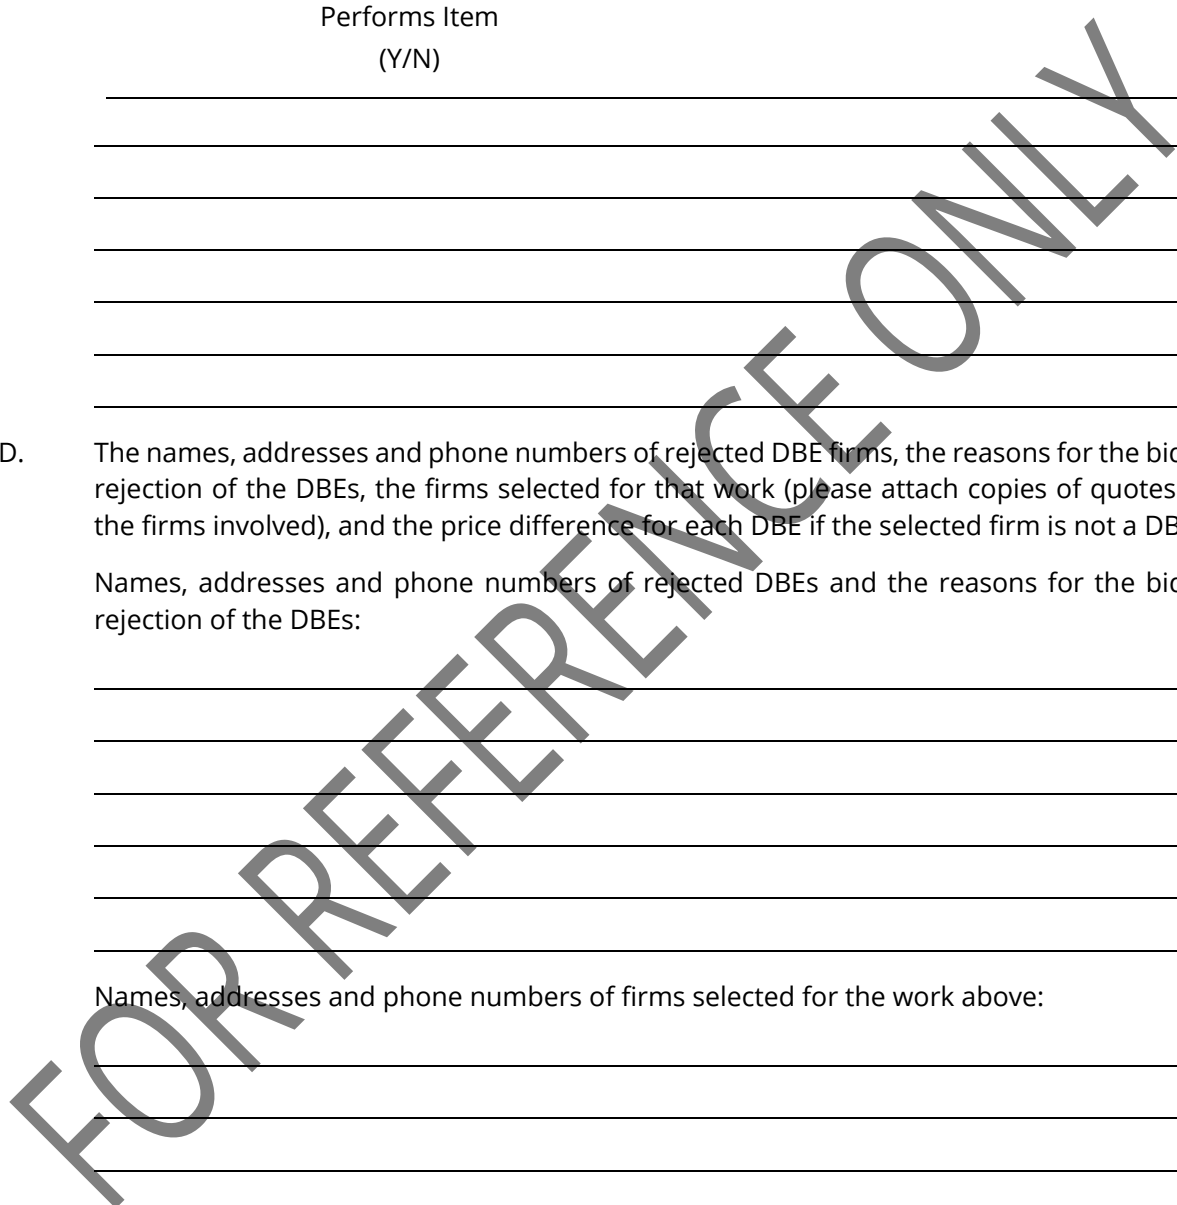 Performs Item
(Y/N)
D. The names, addresses and phone numbers of rejected DBE firms, the reasons for the
rejection of the DBEs, the firms selected for that work (please attach copies of quotes
the firms involved), and the price difference for each DBE if the selected firm is not a
Names, addresses and phone numbers of rejected DBEs and the reasons for the
rejection of the DBEs:
Names, addresses and phone numbers of firms selected for the work above:
FOR REFERENCE ONLY